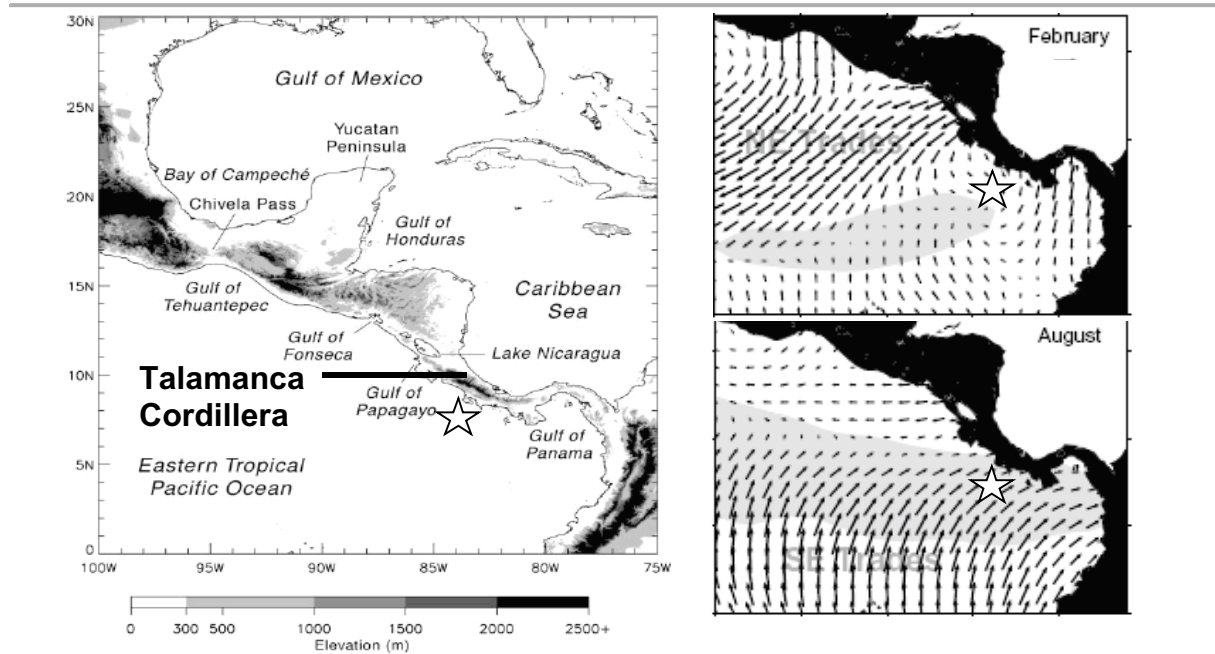 30N
25N
20N
15N
10N
5N
0
100W
95W
90W
85W
80W
75W
Gulf of Mexico
Yucatan
Peninsula
Bay of Campeché
Chivela Pass
Gulf of
Honduras
Gulf of
Tehuantepec
Caribbean
Sea
Gulf of
Fonseca
Lake Nicaragua
Talamanca
Cordillera
Gulf of
Papagayo
Gulf of
Panama
Eastern Tropical
Pacific Ocean
0
300
500
1000
1500
2000
2500+
Elevation (m)
February
NE Trades
August
SE Trades